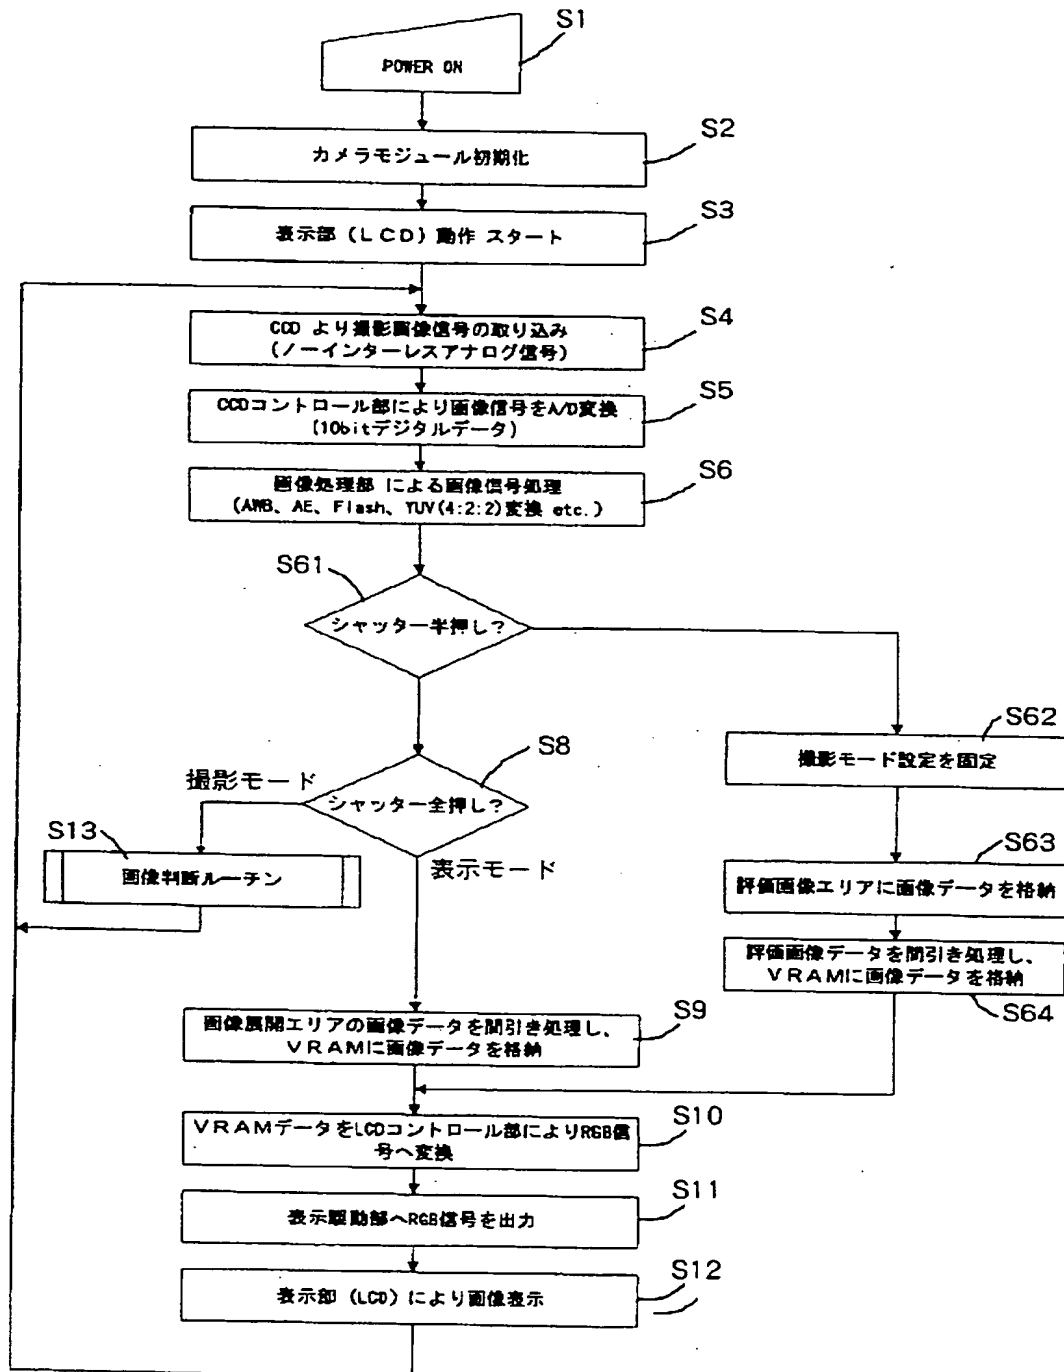 S1
POWER ON
S2
カメラモジュール初期化
S3
表示部（LCD）動作 スタート
S4
CCD より撮影画像信号の取り込み
(ノーインターレスアナログ信号)
S5
CCDコントロール部により画像信号をA/D変換
(10bitデジタルデータ)
S6
画像処理部 による画像信号処理
(AWB、AE、Flash、YUV(4:2:2)変換 etc.)
S61
シャッター半押し?
S62
撮影モード設定を固定
S8
シャッター全押し?
撮影モード
表示モード
S13
画像判断ルーチン
S63
評価画像エリアに画像データを格納
評価画像データを間引き処理し、
VRAMに画像データを格納
S64
S9
画像展開エリアの画像データを間引き処理し、
VRAMに画像データを格納
S10
VRAMデータをLCDコントロール部によりRGB信
号へ変換
S11
表示駆動部へRGB信号を出力
S12
表示部 (LCD) により画像表示